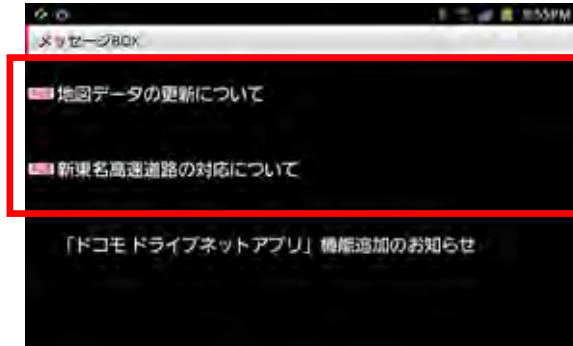 8:55PM
メッセージBOX
地図データの更新について
新東名高速道路の対応について
「ドコモ ドライブネットアプリ」機能追加のお知らせ